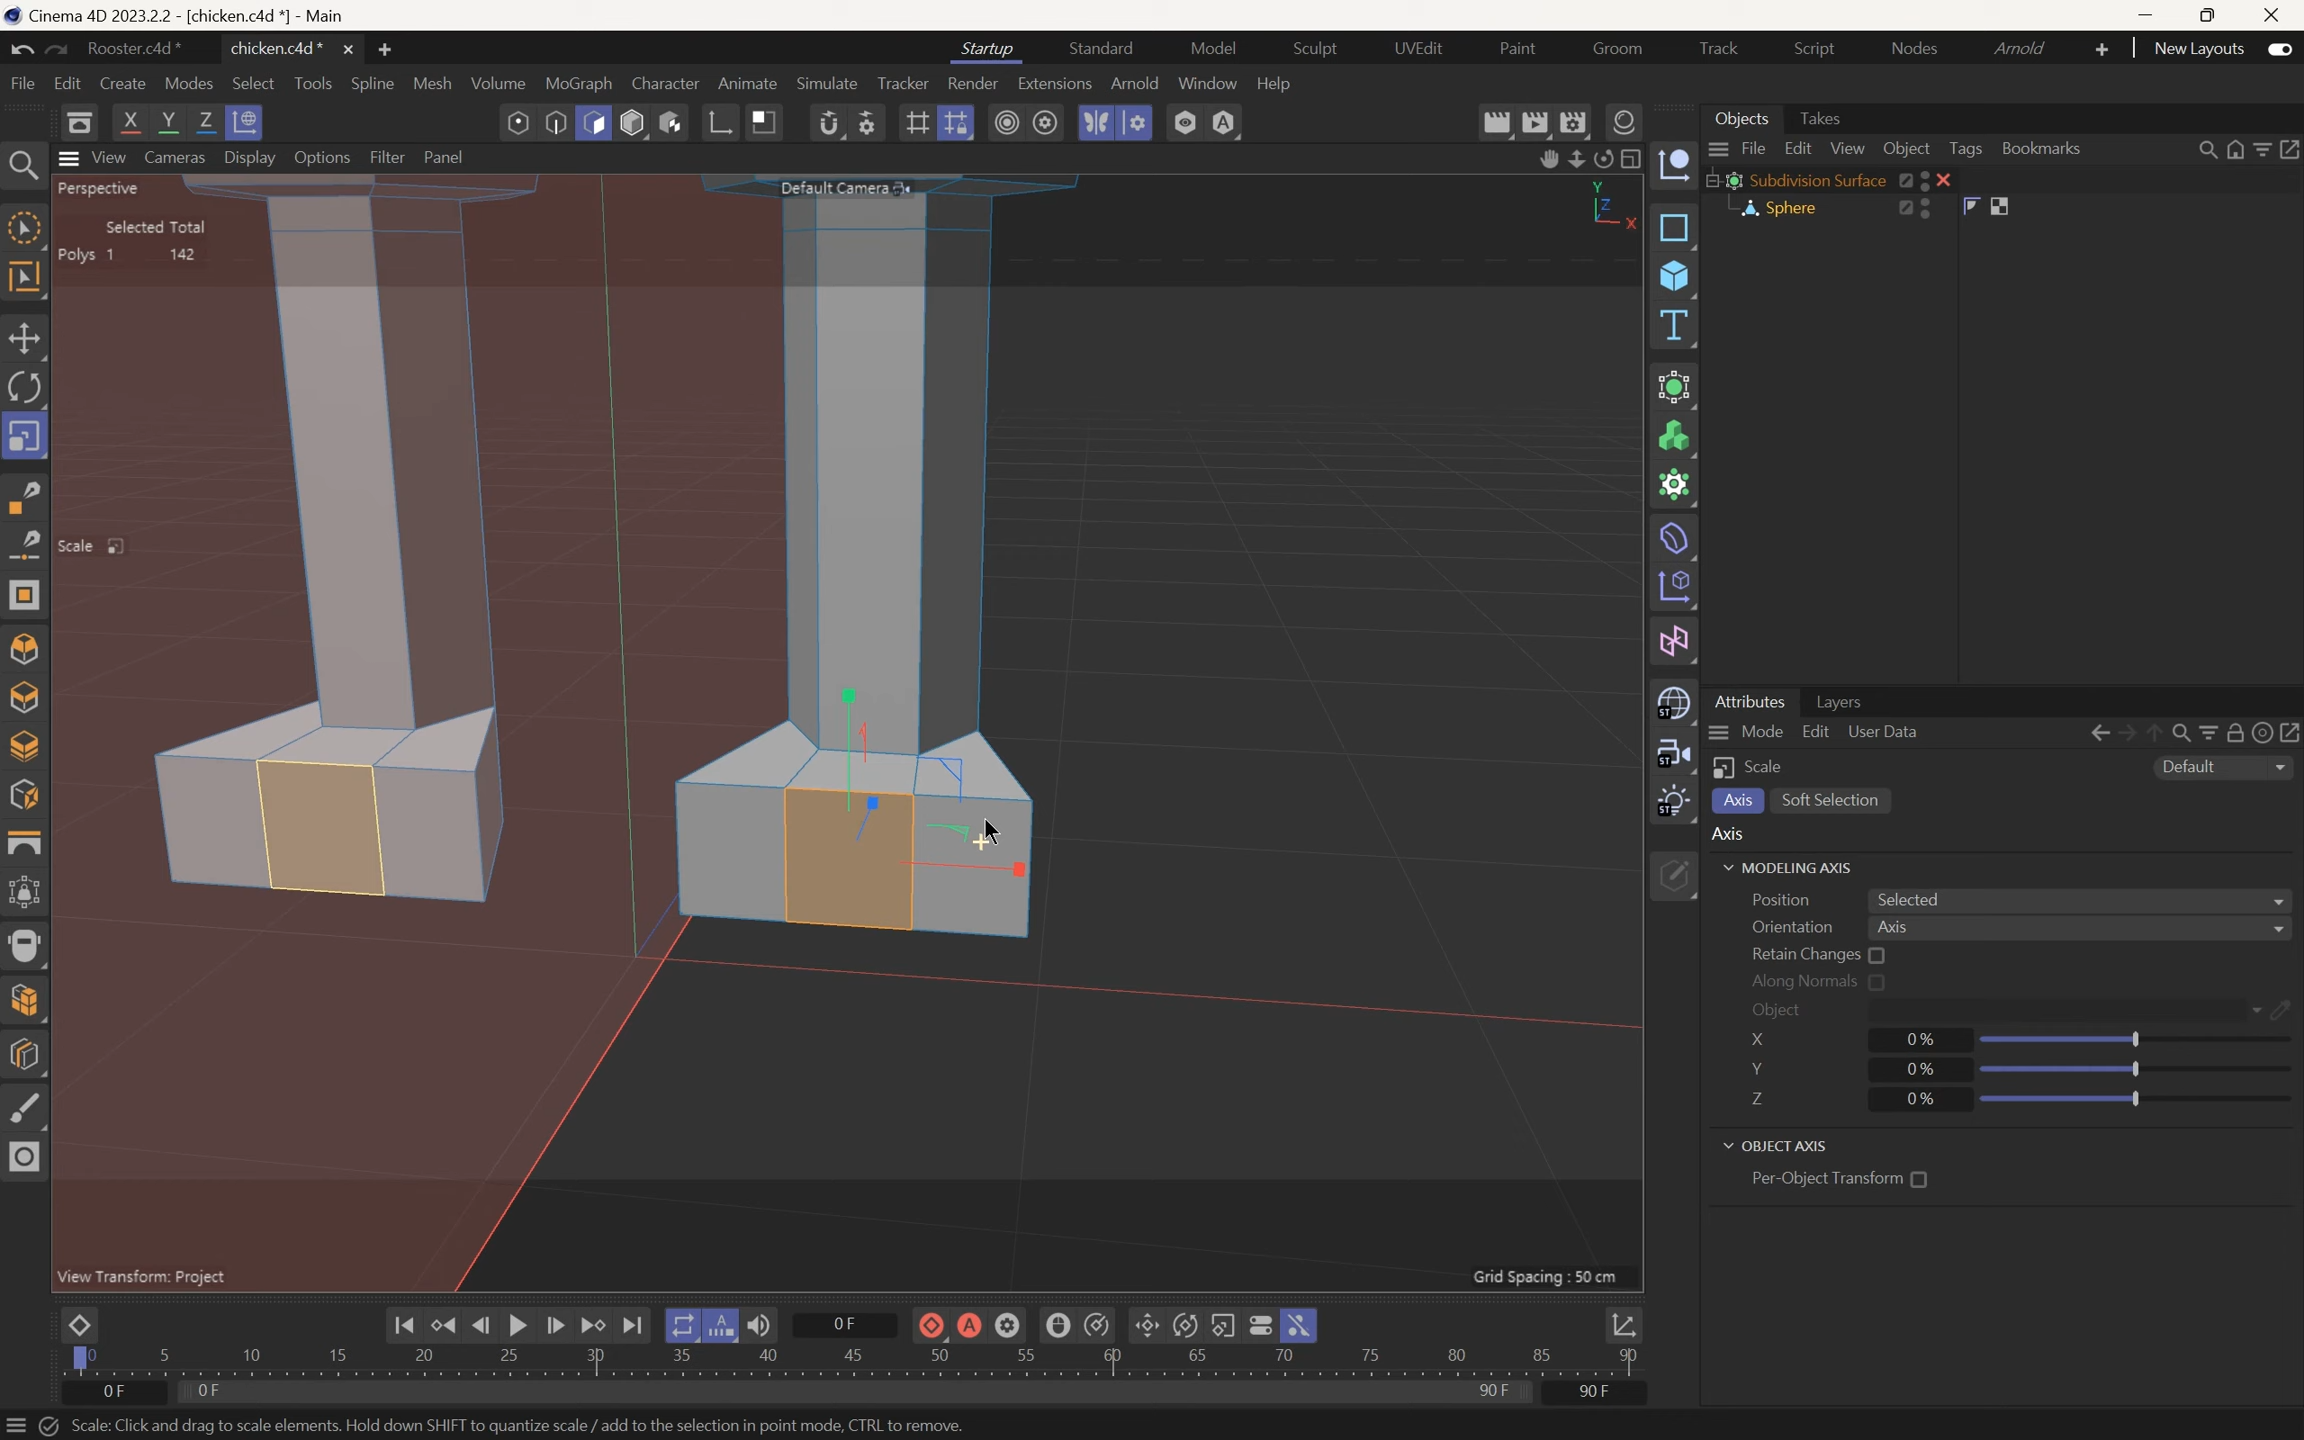 Cinema 4D 2023.2.2 - [chicken.c4d *] - Main
Rooster.c4d *
chicken.c4d *
Startup
Standard
Model
Sculpt
UVEdit
Paint
Groom
Track
Script
Nodes
Arnold
New Layouts
File Edit Create Modes Select Tools Spline Mesh Volume MoGraph Character Animate Simulate Tracker Render Extensions Arnold Window Help
X Y Z
Objects Takes
View Cameras Display Options Filter Panel
File Edit View Object Tags Bookmarks
Perspective
Default Camera
Y
Z
X
Subdivision Surface
Sphere
Selected Total
Polys 1 142
Scale
Attributes Layers
Mode Edit User Data
Scale
Default
Axis
Soft Selection
Axis
MODELING AXIS
Position Selected
Orientation Axis
Retain Changes
Along Normals
Object
X 0 %
Y 0 %
Z 0 %
OBJECT AXIS
Per-Object Transform
View Transform: Project
Grid Spacing : 50 cm
0 F
0 5 10 15 20 25 30 35 40 45 50 55 60 65 70 75 80 85 90
0 F
0 F
90 F
90 F
Scale: Click and drag to scale elements. Hold down SHIFT to quantize scale / add to the selection in point mode, CTRL to remove.